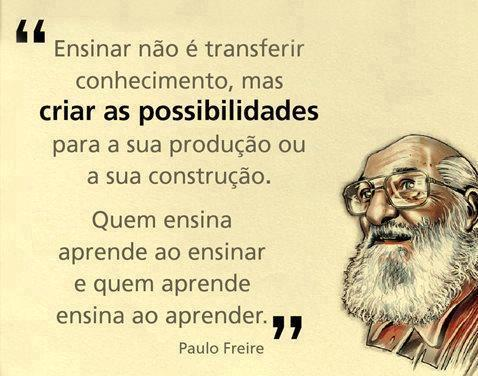 “ Ensinar não é transferir
conhecimento, mas
criar as possibilidades
para a sua produção ou
a sua construção.
Quem ensina
aprende ao ensinar
e quem aprende
ensina ao aprender. ”
Paulo Freire